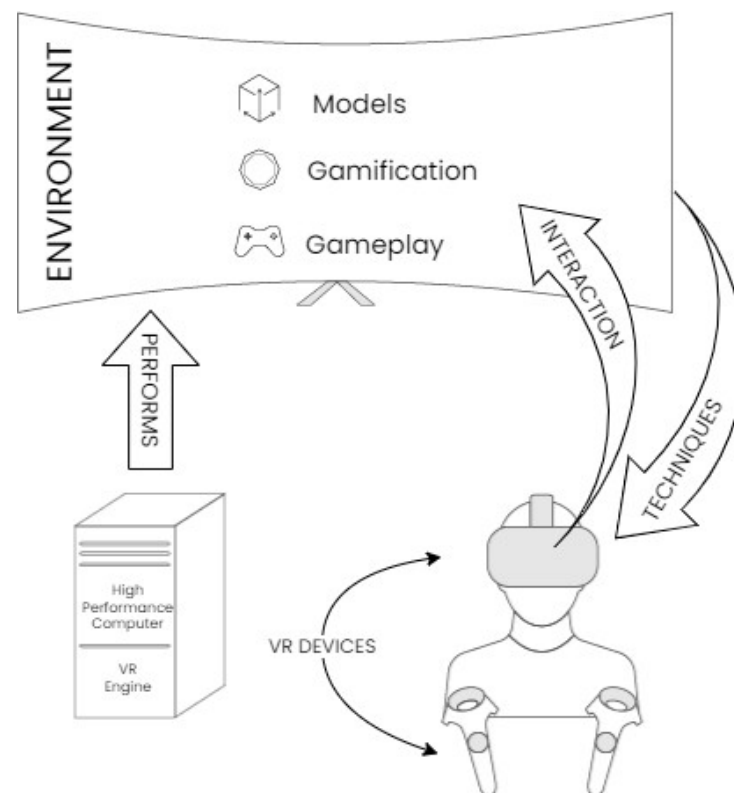 ENVIRONMENT
Models
Gamification
Gameplay
INTERACTION
TECHNIQUES
PERFORMS
High
Performance
Computer
VR
Engine
VR DEVICES